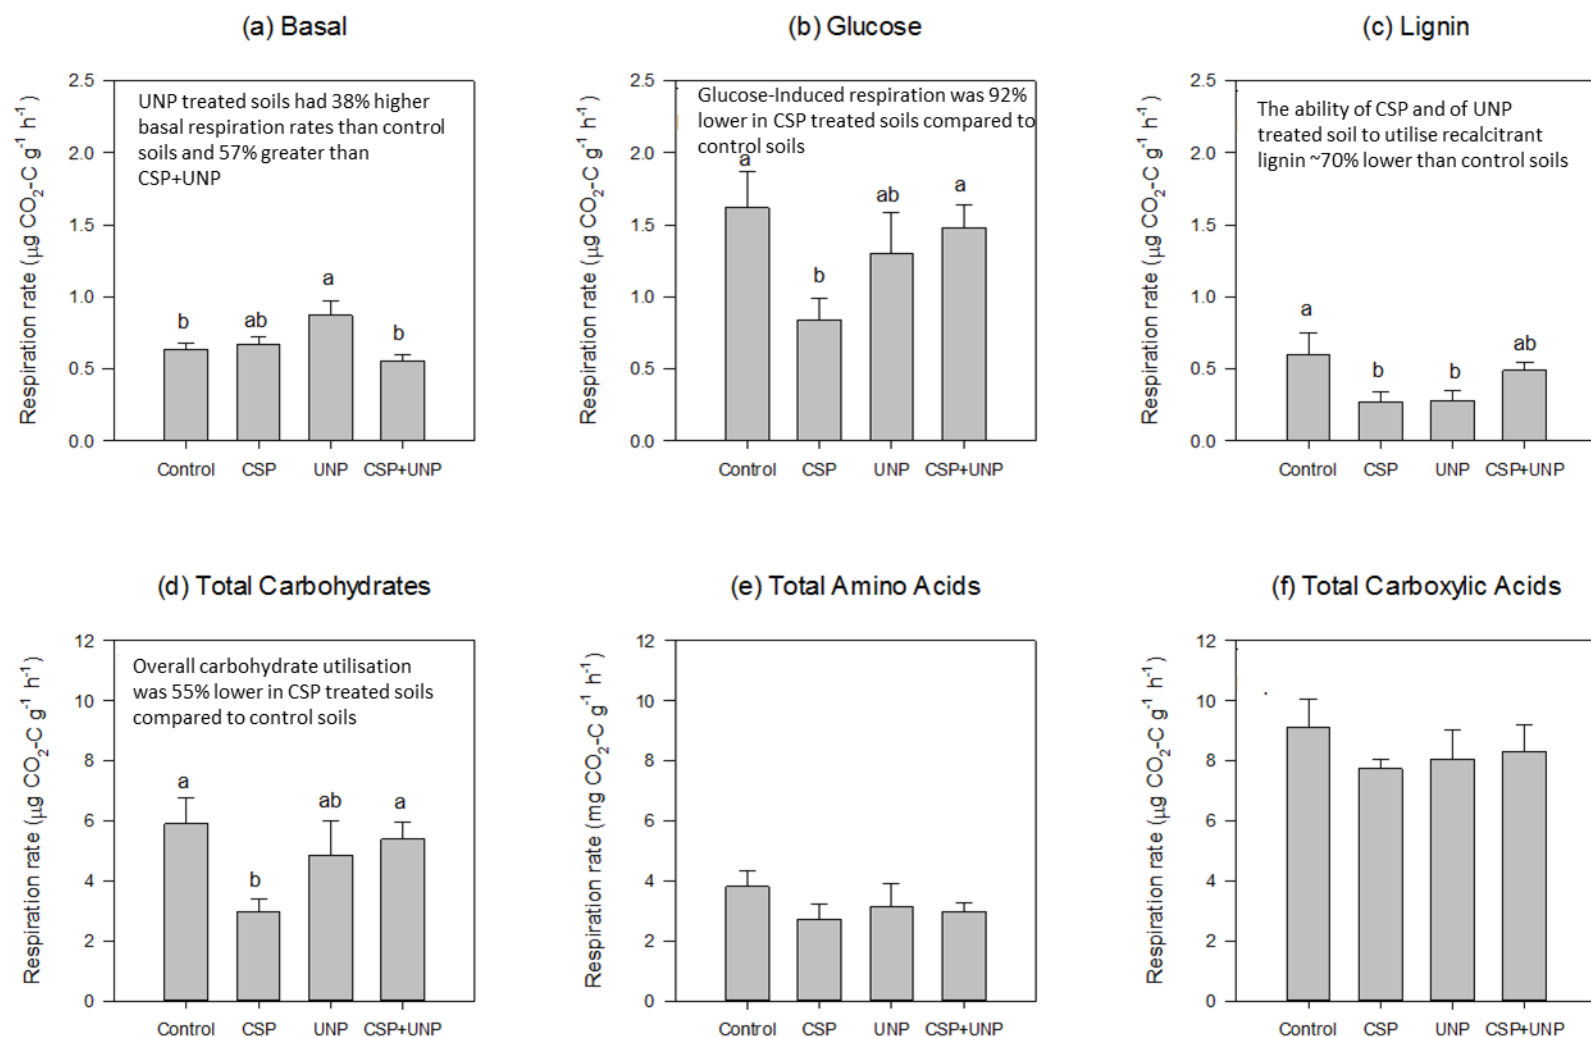 (a) Basal
Respiration rate (μg CO₂-C g⁻¹ h⁻¹)
2.5
2.0
1.5
1.0
0.5
0.0
UNP treated soils had 38% higher
basal respiration rates than control
soils and 57% greater than
CSP+UNP
b
ab
a
b
Control CSP UNP CSP+UNP
(b) Glucose
Respiration rate (μg CO₂-C g⁻¹ h⁻¹)
2.5
2.0
1.5
1.0
0.5
0.0
Glucose-Induced respiration was 92%
lower in CSP treated soils compared to
control soils
a
b
ab
a
Control CSP UNP CSP+UNP
(c) Lignin
Respiration rate (μg CO₂-C g⁻¹ h⁻¹)
2.5
2.0
1.5
1.0
0.5
0.0
The ability of CSP and of UNP
treated soil to utilise recalcitrant
lignin ~70% lower than control soils
a
b
b
ab
Control CSP UNP CSP+UNP
(d) Total Carbohydrates
Respiration rate (μg CO₂-C g⁻¹ h⁻¹)
12
10
8
6
4
2
0
Overall carbohydrate utilisation
was 55% lower in CSP treated soils
compared to control soils
a
b
ab
a
Control CSP UNP CSP+UNP
(e) Total Amino Acids
Respiration rate (mg CO₂-C g⁻¹ h⁻¹)
12
10
8
6
4
2
0
Control CSP UNP CSP+UNP
(f) Total Carboxylic Acids
Respiration rate (μg CO₂-C g⁻¹ h⁻¹)
12
10
8
6
4
2
0
Control CSP UNP CSP+UNP